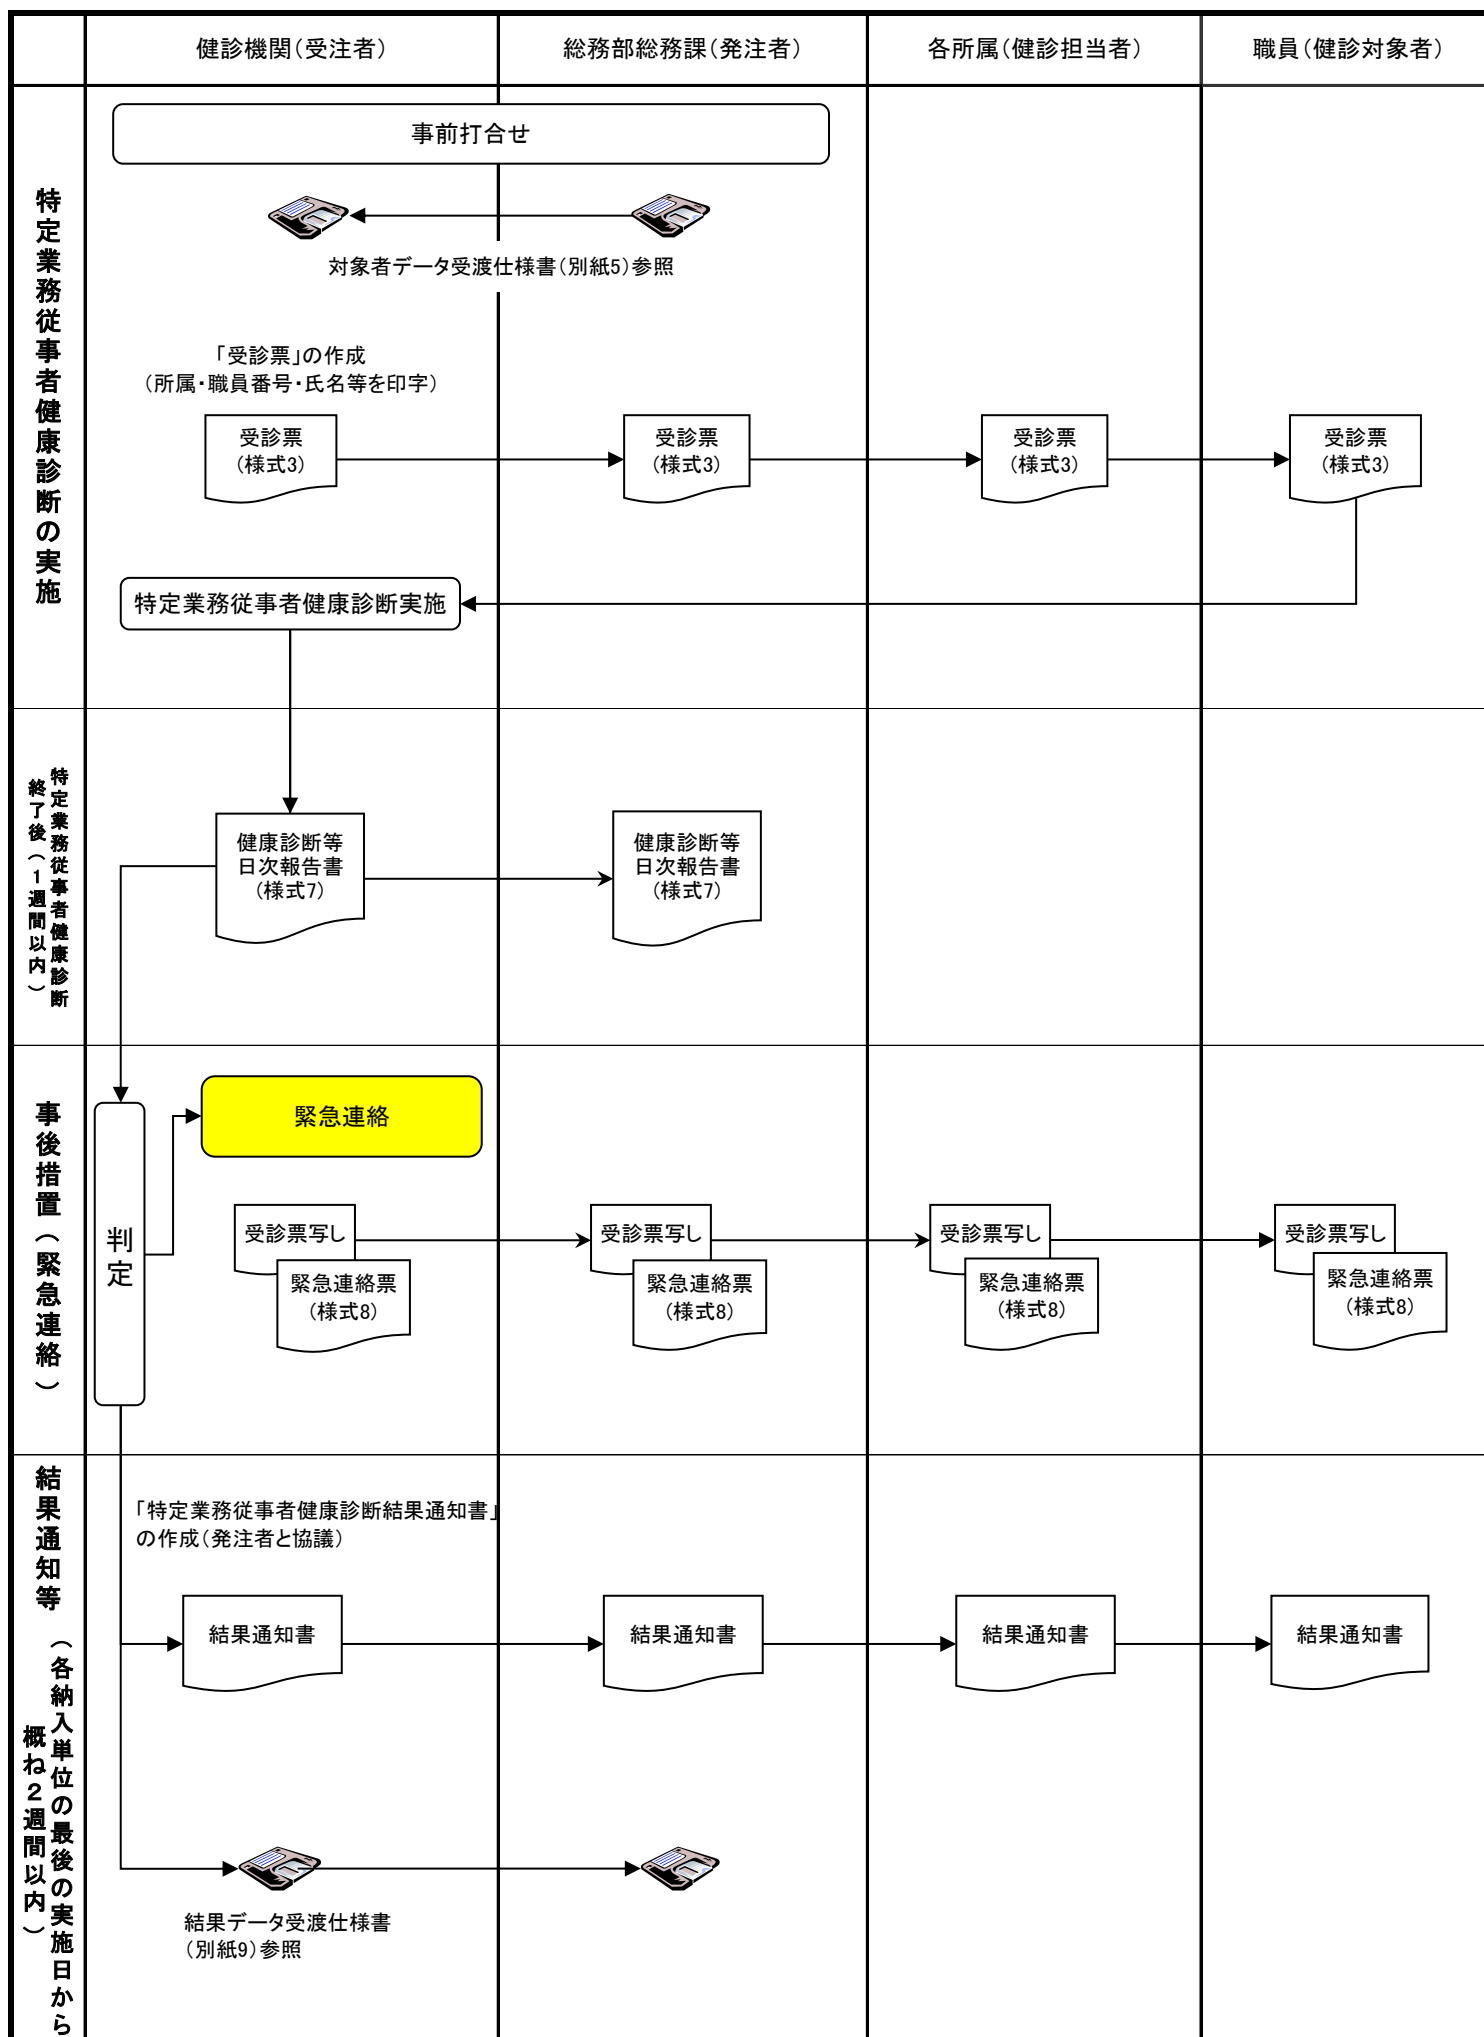 健診機関（受注者）
総務部総務課（発注者）
各所属（健診担当者）
職員（健診対象者）
特定業務従事者健康診断の実施
事前打合せ
対象者データ受渡仕様書（別紙5）参照
「受診票」の作成
（所属・職員番号・氏名等を印字）
受診票
（様式3）
受診票
（様式3）
受診票
（様式3）
受診票
（様式3）
特定業務従事者健康診断実施
特定業務従事者健康診断
終了後（１週間以内）
健康診断等
日次報告書
（様式7）
健康診断等
日次報告書
（様式7）
事後措置（緊急連絡）
判定
緊急連絡
受診票写し
緊急連絡票
（様式8）
受診票写し
緊急連絡票
（様式8）
受診票写し
緊急連絡票
（様式8）
受診票写し
緊急連絡票
（様式8）
結果通知等
（各納入単位の最後の実施日から
概ね２週間以内）
「特定業務従事者健康診断結果通知書」
の作成（発注者と協議）
結果通知書
結果通知書
結果通知書
結果通知書
結果データ受渡仕様書
（別紙9）参照